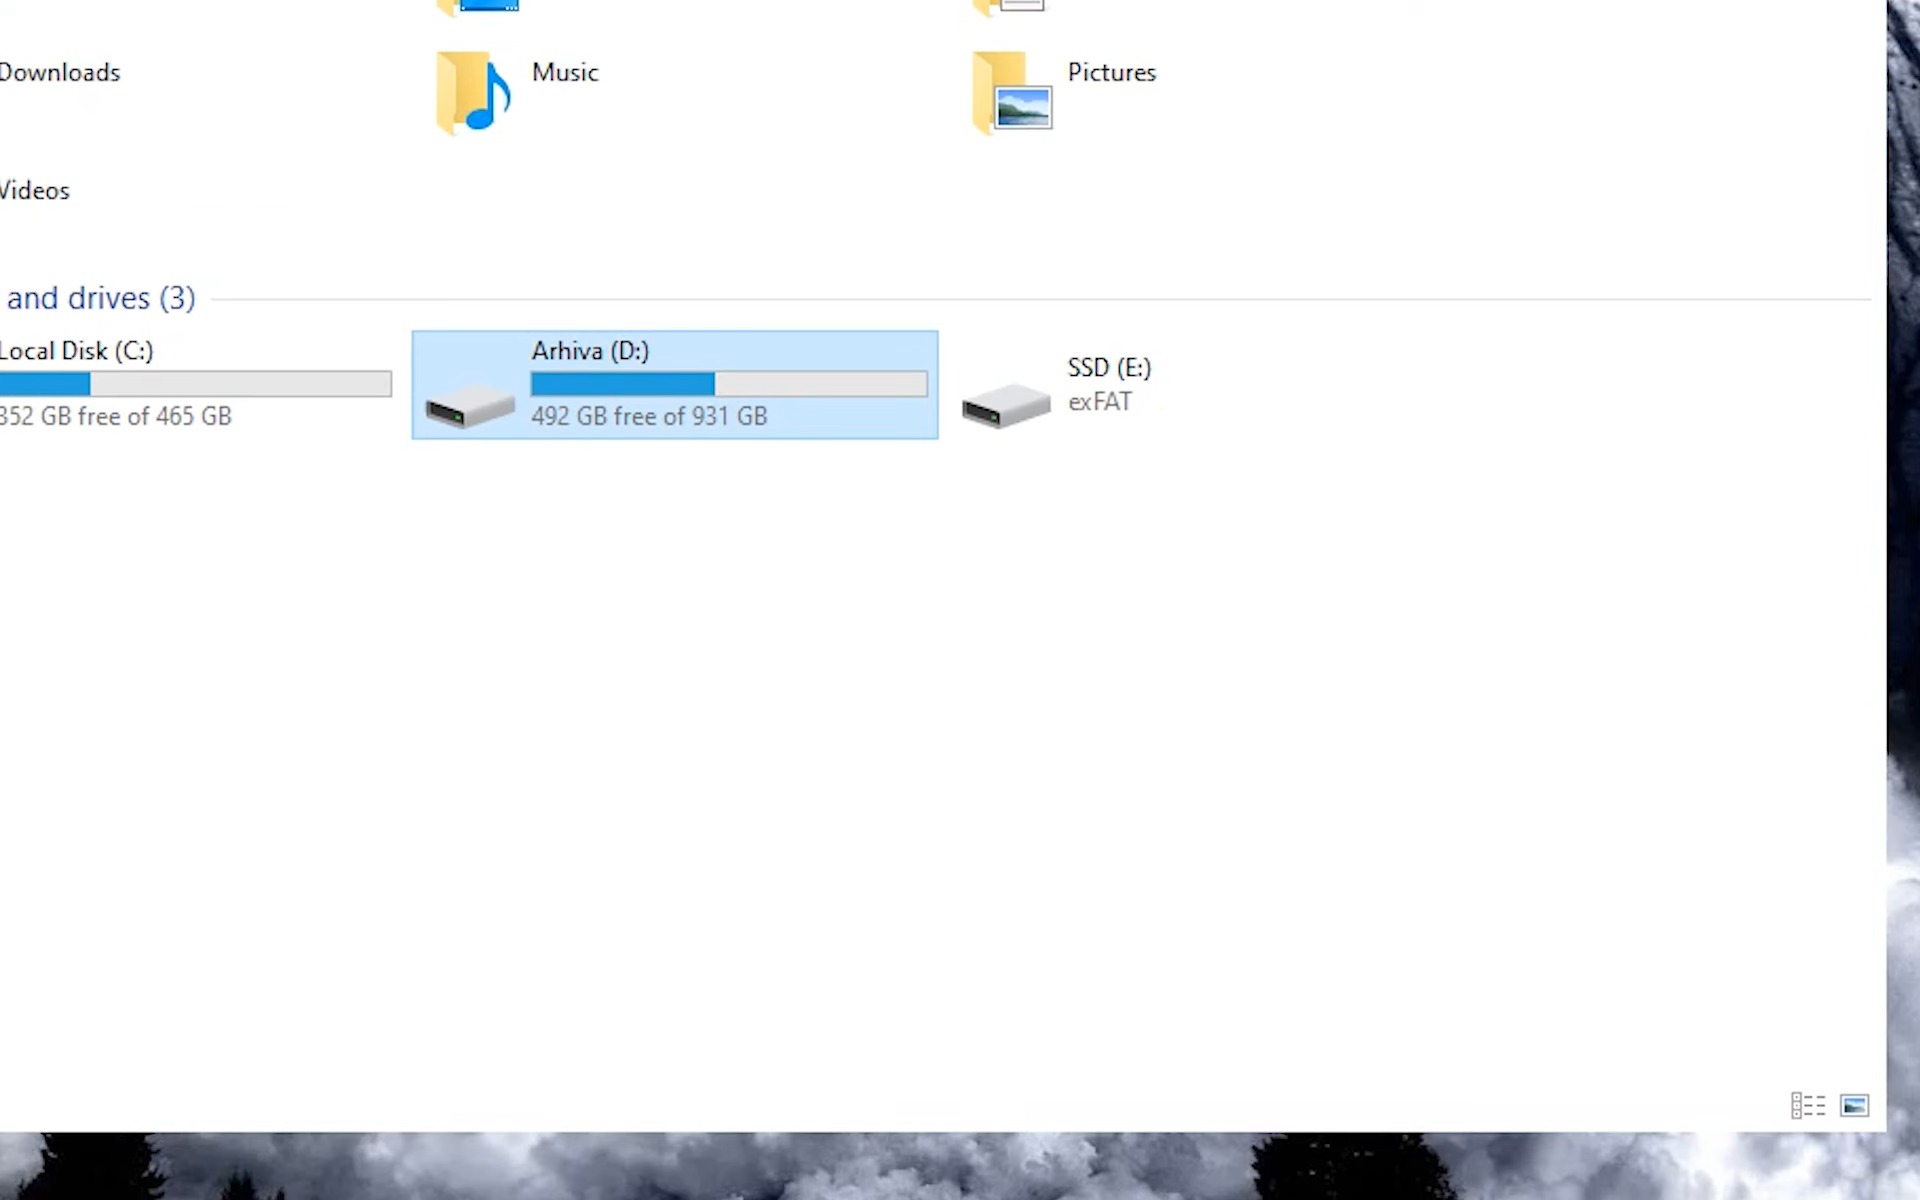 Downloads
Music
Pictures
Videos
and drives (3)
Local Disk (C:)
352 GB free of 465 GB
Arhiva (D:)
492 GB free of 931 GB
SSD (E:)
exFAT